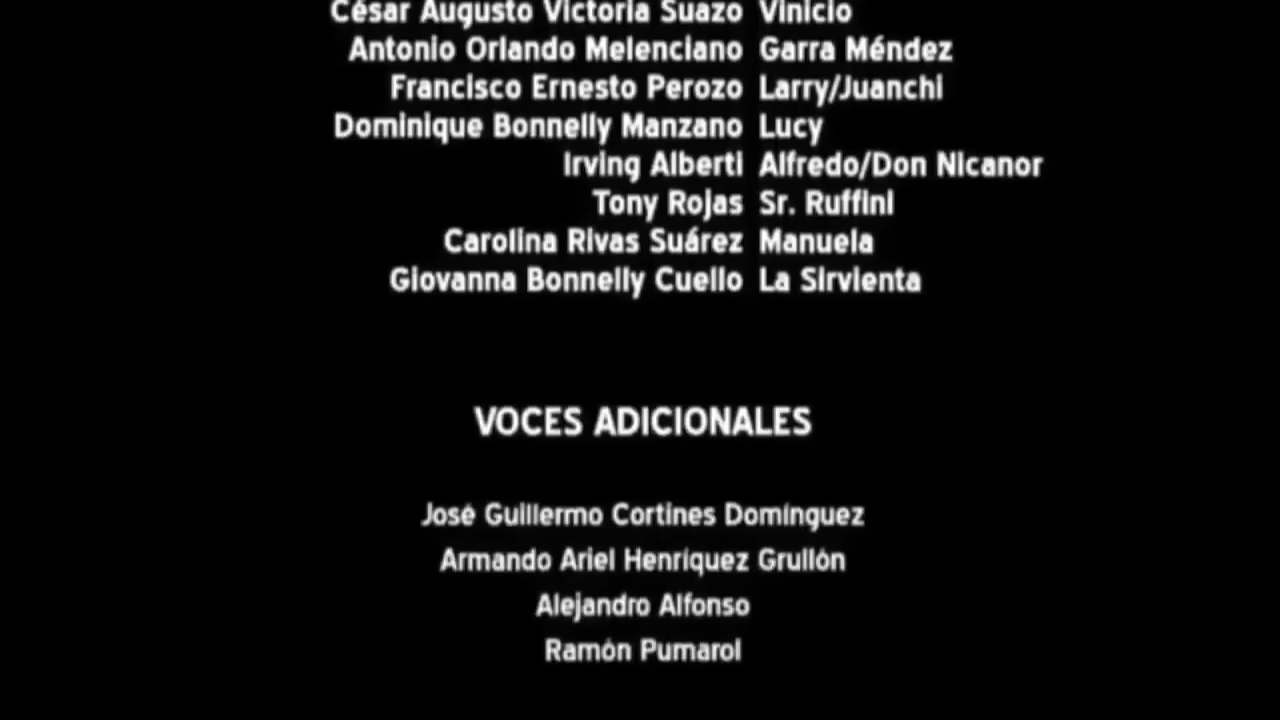 César Augusto Victoria Suazo Vinicio
Antonio Orlando Melenciano Garra Méndez
Francisco Ernesto Perozo Larry/Juanchi
Dominique Bonnelly Manzano Lucy
Irving Alberti Alfredo/Don Nicanor
Tony Rojas Sr. Ruffini
Carolina Rivas Suárez Manuela
Giovanna Bonnelly Cuello La Sirvienta
VOCES ADICIONALES
José Guillermo Cortines Domínguez
Armando Ariel Henríquez Grullón
Alejandro Alfonso
Ramón Pumarol